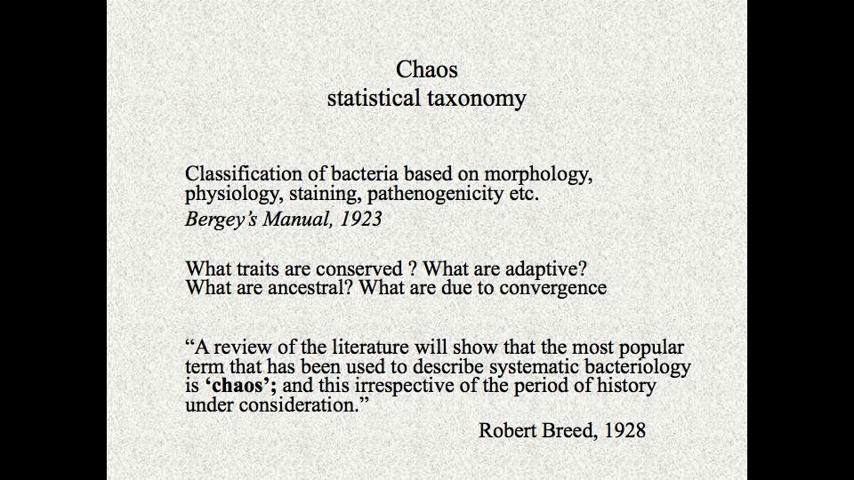 Chaos
statistical taxonomy
Classification of bacteria based on morphology,
physiology, staining, pathenogenicity etc.
Bergey’s Manual, 1923
What traits are conserved ? What are adaptive?
What are ancestral? What are due to convergence
“A review of the literature will show that the most popular
term that has been used to describe systematic bacteriology
is ‘chaos’; and this irrespective of the period of history
under consideration.”
Robert Breed, 1928